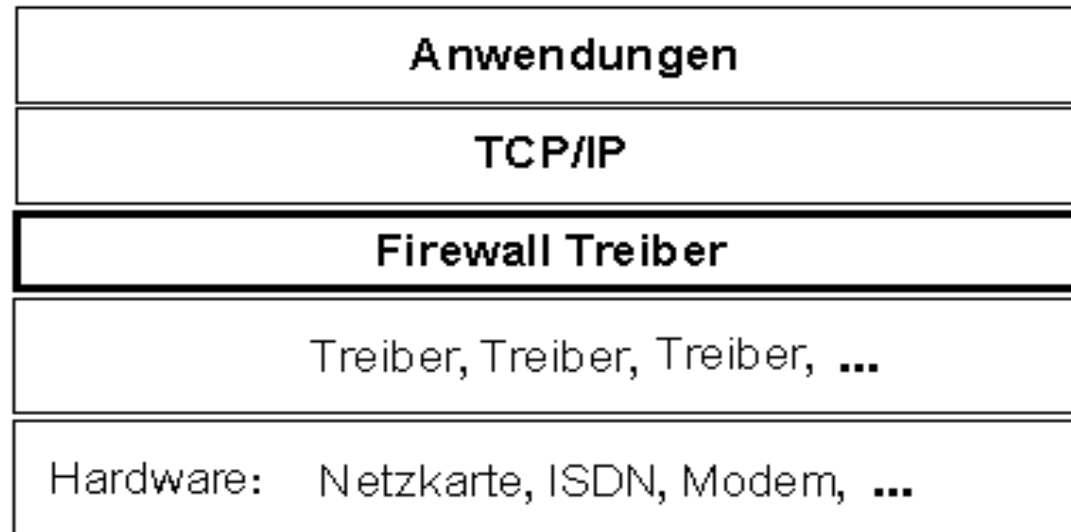 Anwendungen
TCP/IP
Firewall Treiber
Treiber, Treiber, Treiber, ...
Hardware: Netzkarte, ISDN, Modem, ...